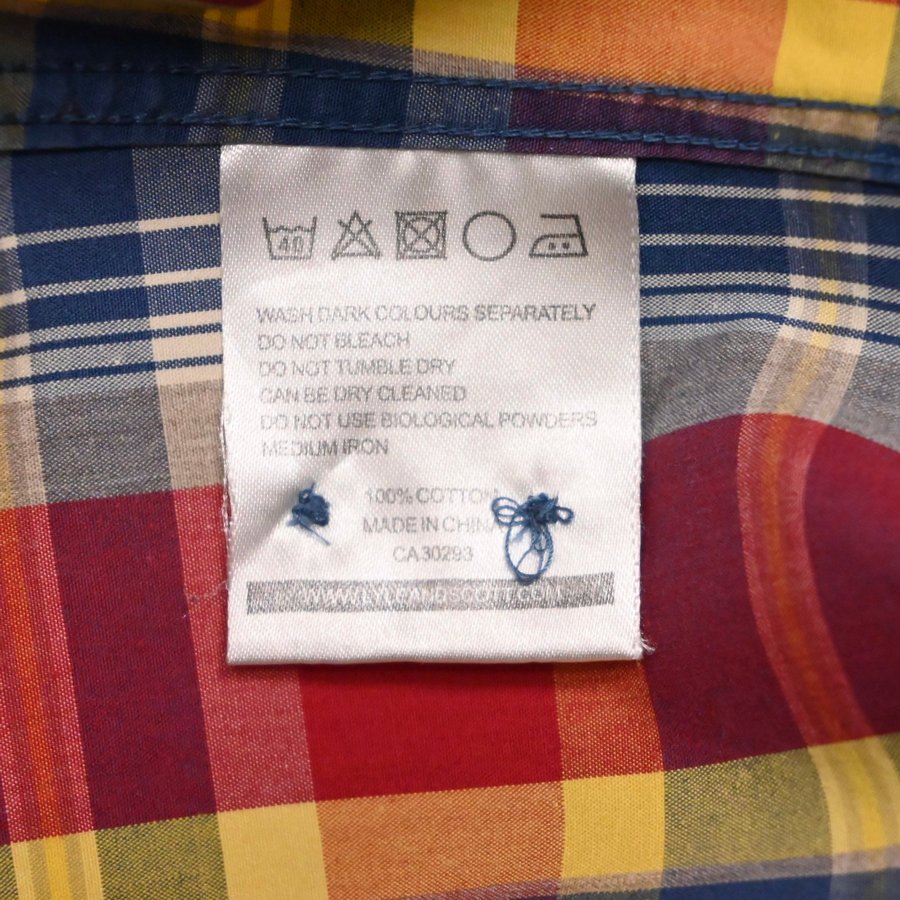 40
WASH DARK COLOURS SEPARATELY
DO NOT BLEACH
DO NOT TUMBLE DRY
CAN BE DRY CLEANED
DO NOT USE BIOLOGICAL POWDERS
MEDIUM IRON
100% COTTON
MADE IN CHINA
CA30293
WWW.LYLEANDSCOTT.COM